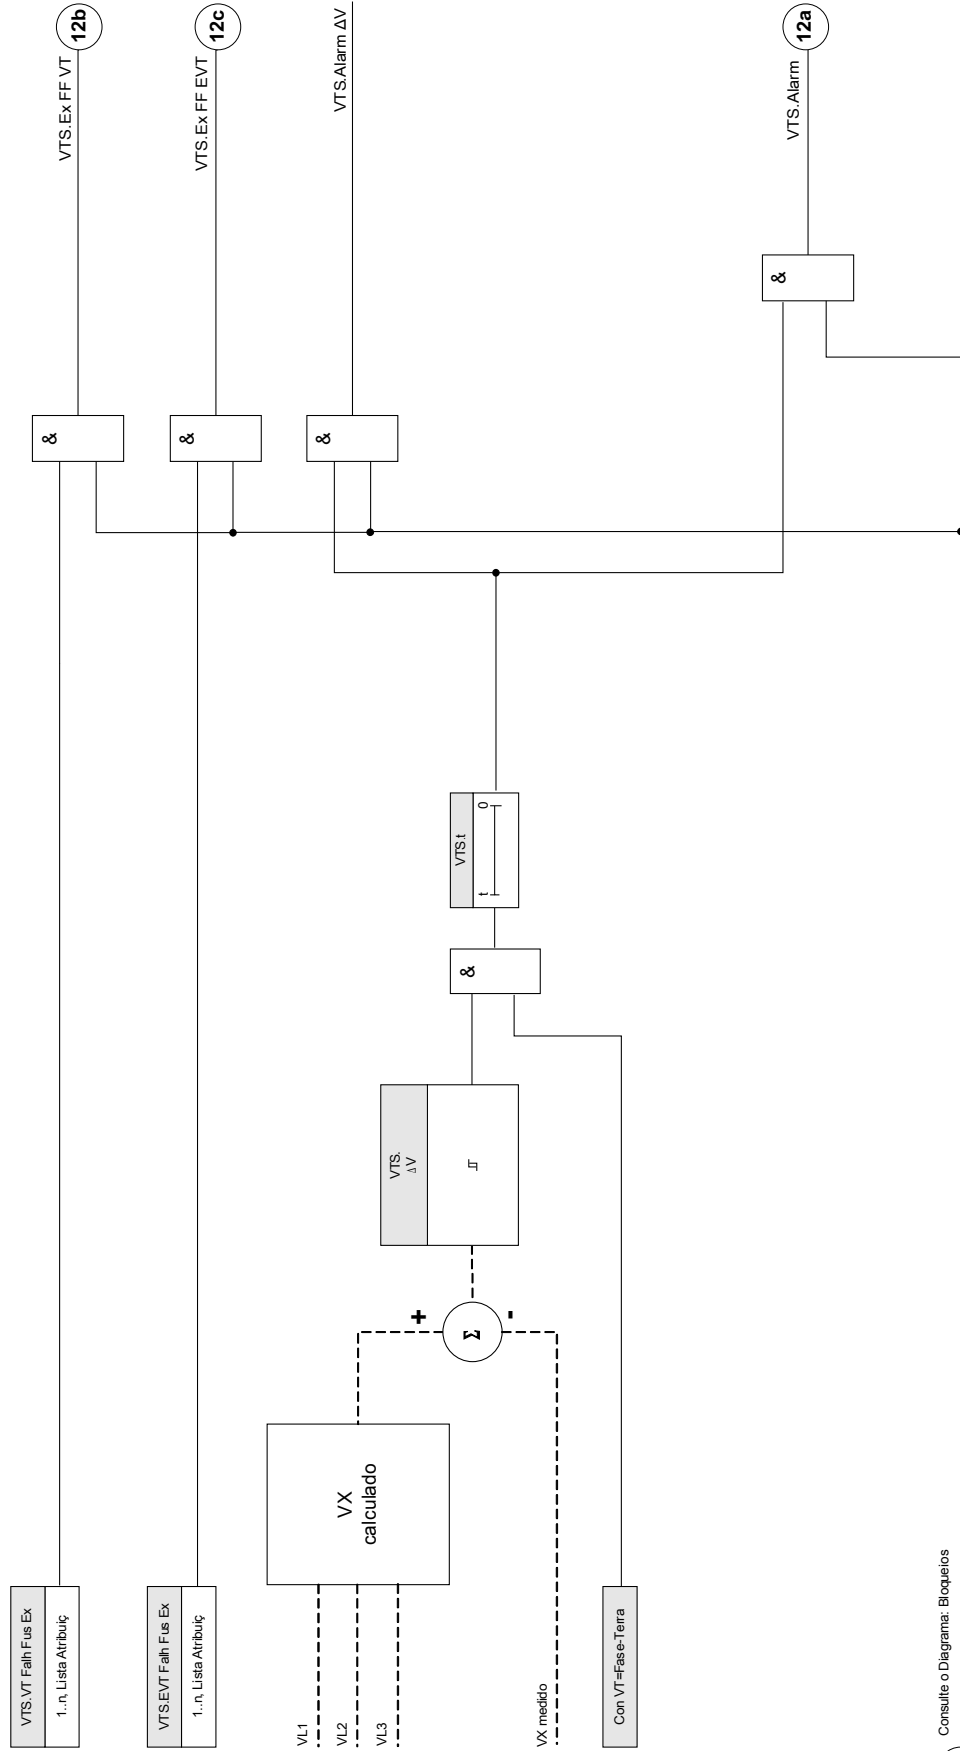 VTS.VT Falh Fus Ex
1..n, Lista Atribuiç
&
VTS.Ex FF VT
12b
VTS.EVT Falh Fus Ex
1..n, Lista Atribuiç
&
VTS.Ex FF EVT
12c
VL1
VL2
VL3
VX
calculado
+
Σ
-
VX medido
VTS.
ΔV
&
VTS.t
t
0
&
VTS.Alarm ΔV
Con VT=Fase-Terra
&
VTS.Alarm
12a
Consulte o Diagrama: Bloqueios